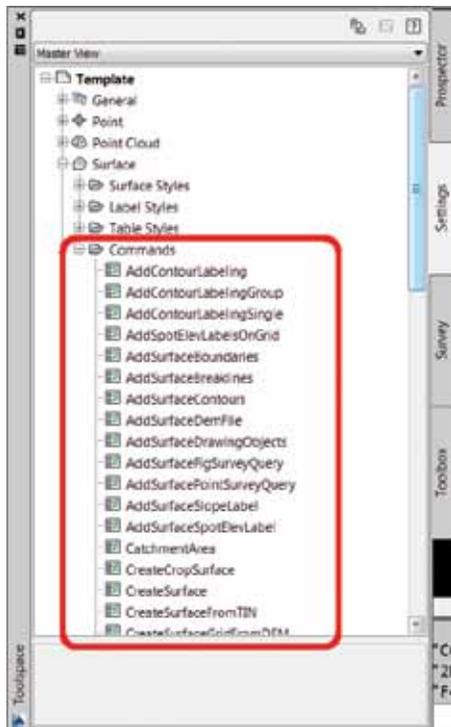 Master View
Template
General
Point
Point Cloud
Surface
Surface Styles
Label Styles
Table Styles
Commands
AddContourLabeling
AddContourLabelingGroup
AddContourLabelingSingle
AddSpotElevLabelsOnGrid
AddSurfaceBoundaries
AddSurfaceBreaklines
AddSurfaceContours
AddSurfaceDemFile
AddSurfaceDrawingObjects
AddSurfaceFigSurveyQuery
AddSurfacePointSurveyQuery
AddSurfaceSlopeLabel
AddSurfaceSpotElevLabel
CatchmentArea
CreateCropSurface
CreateSurface
CreateSurfaceFromTIN
CreateSurfaceGridFromDEM
Prospector
Settings
Survey
Toolbox
Toolspace